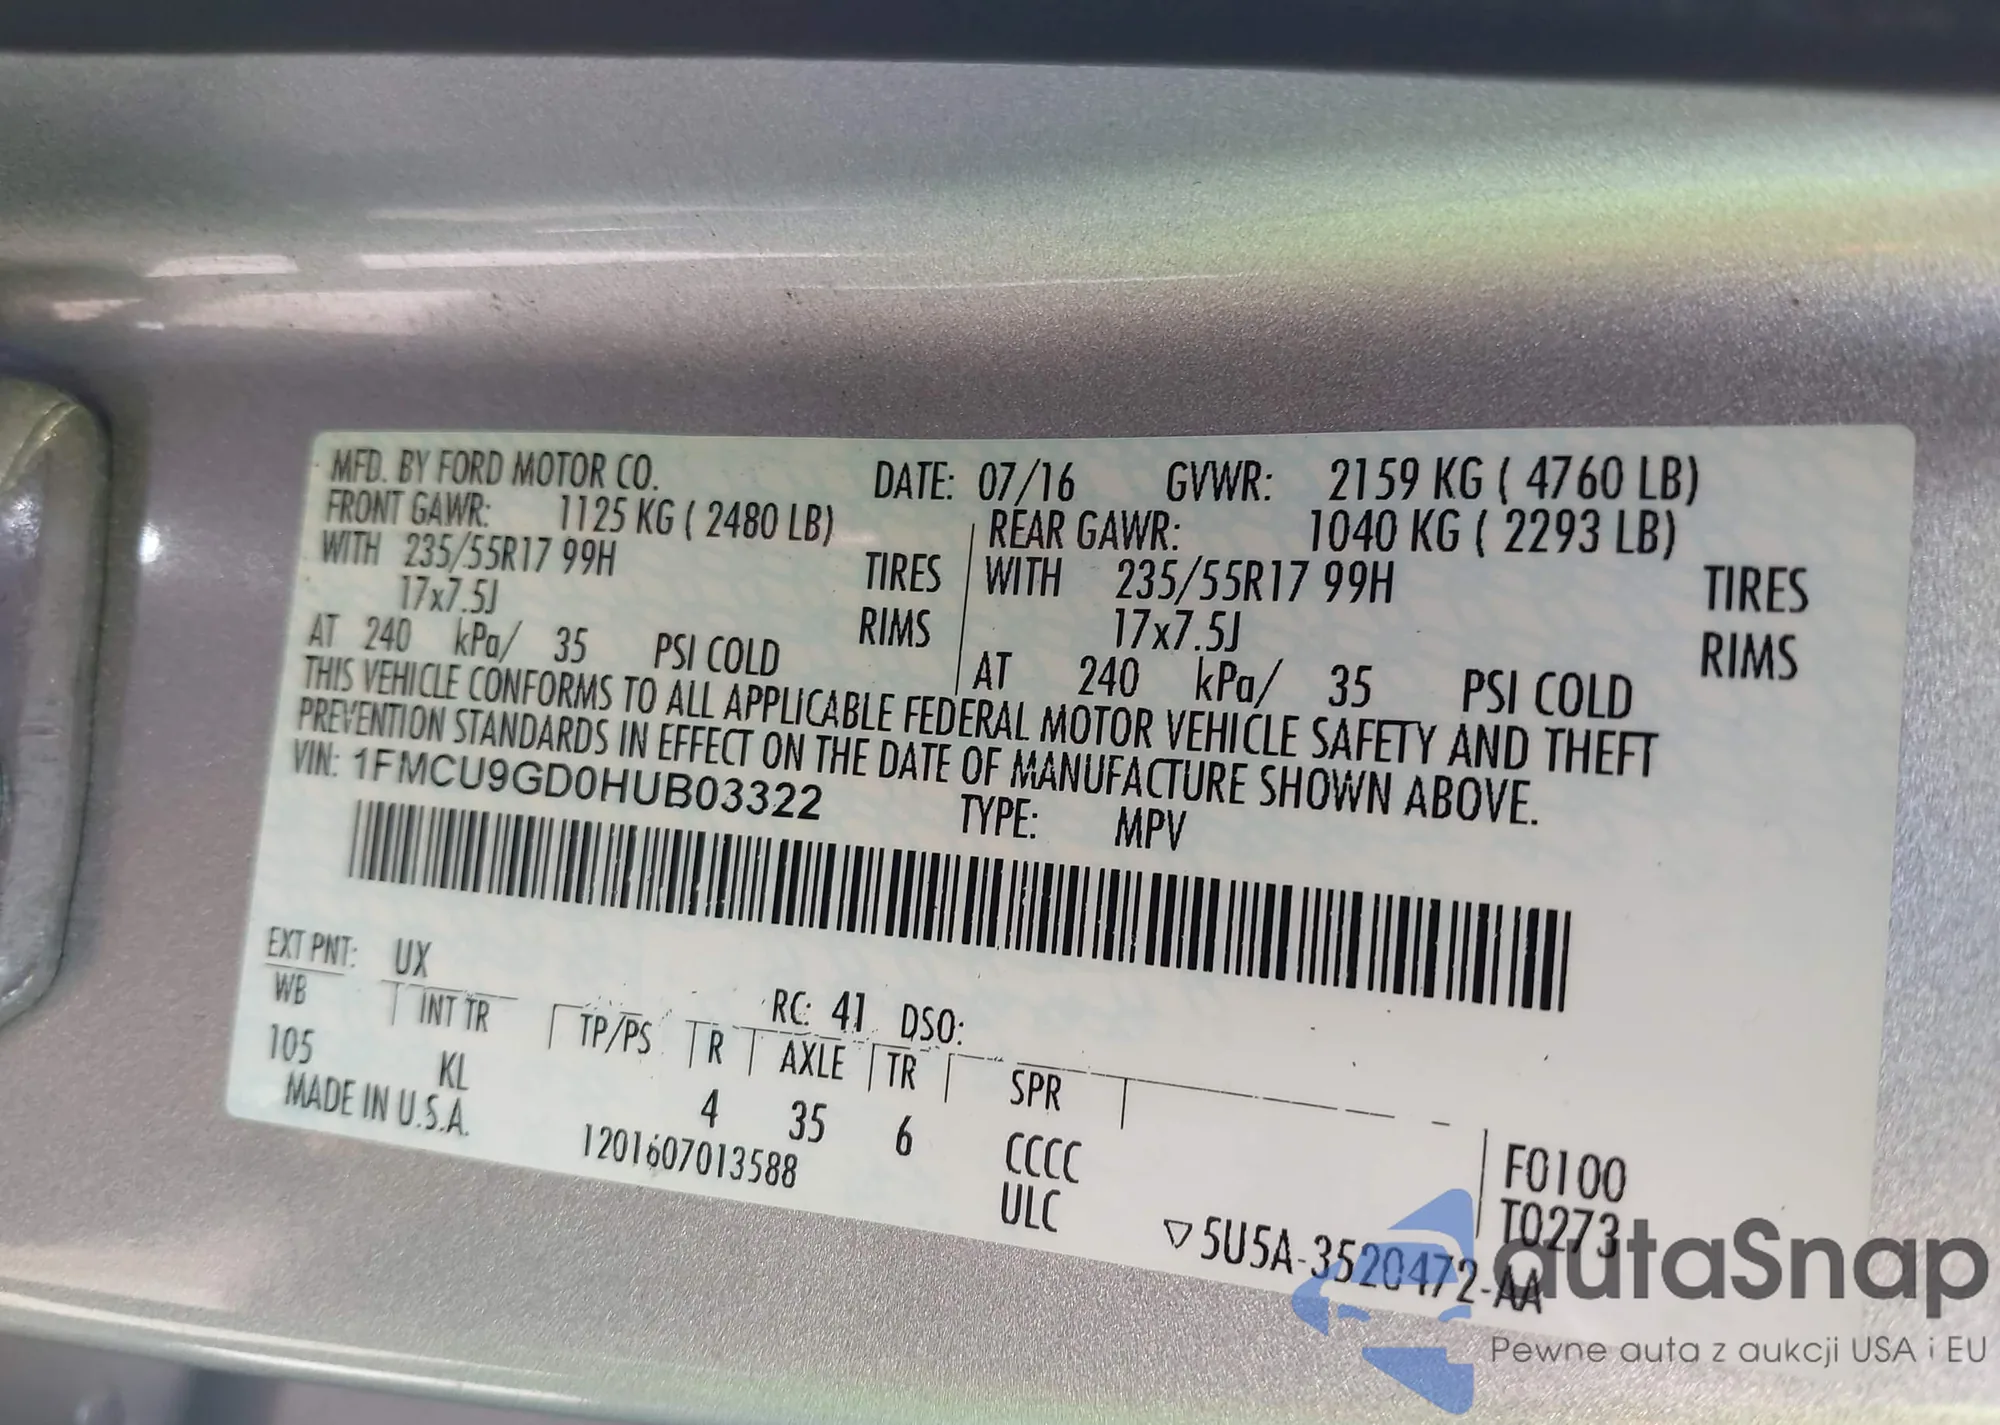 MFD. BY FORD MOTOR CO. DATE: 07/16 GVWR: 2159 KG ( 4760 LB)
FRONT GAWR: 1125 KG ( 2480 LB) REAR GAWR: 1040 KG ( 2293 LB)
WITH 235/55R17 99H TIRES WITH 235/55R17 99H TIRES
17x7.5J RIMS 17x7.5J RIMS
AT 240 kPa/ 35 PSI COLD AT 240 kPa/ 35 PSI COLD
THIS VEHICLE CONFORMS TO ALL APPLICABLE FEDERAL MOTOR VEHICLE SAFETY AND THEFT
PREVENTION STANDARDS IN EFFECT ON THE DATE OF MANUFACTURE SHOWN ABOVE.
VIN: 1FMCU9GD0HUB03322 TYPE: MPV
EXT PNT: UX RC: 41 DSO:
WB INT TR TP/PS R AXLE TR SPR
105 KL 4 35 6 CCCC F0100
MADE IN U.S.A. 1201607013588 ULC T0273
▽5U5A-3520472-AA
autaSnap
Pewne auta z aukcji USA i EU